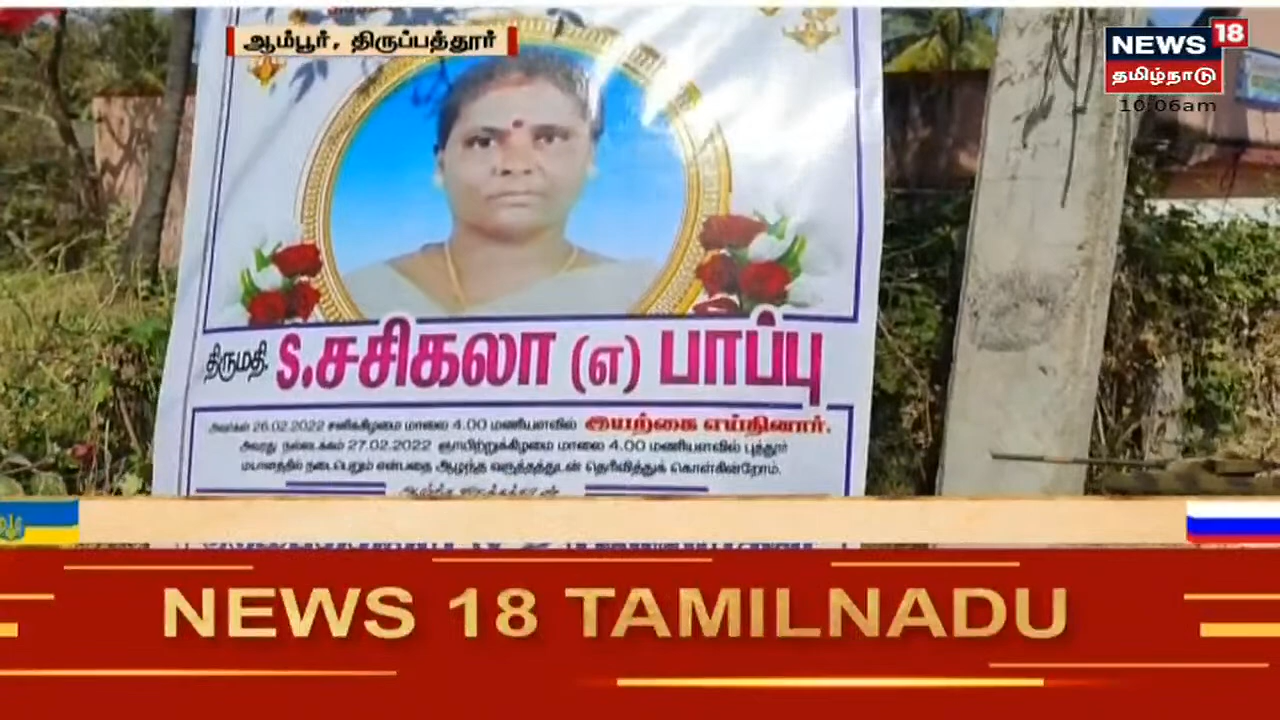 ஆம்பூர், திருப்பத்தூர்
NEWS 18
தமிழ்நாடு
10:06am
திருமதி. S.சசிகலா (எ) பாப்பு
அவர்கள் 26.02.2022 சனிக்கிழமை மாலை 4.00 மணியளவில் இயற்கை எய்தினார்.
அன்னாரது நல்லடக்கம் 27.02.2022 ஞாயிற்றுக்கிழமை மாலை 4.00 மணியளவில் புத்தூர்
மயானத்தில் நடைபெறும் என்பதை ஆழ்ந்த வருத்தத்துடன் தெரிவித்துக் கொள்கின்றோம்.
NEWS 18 TAMILNADU